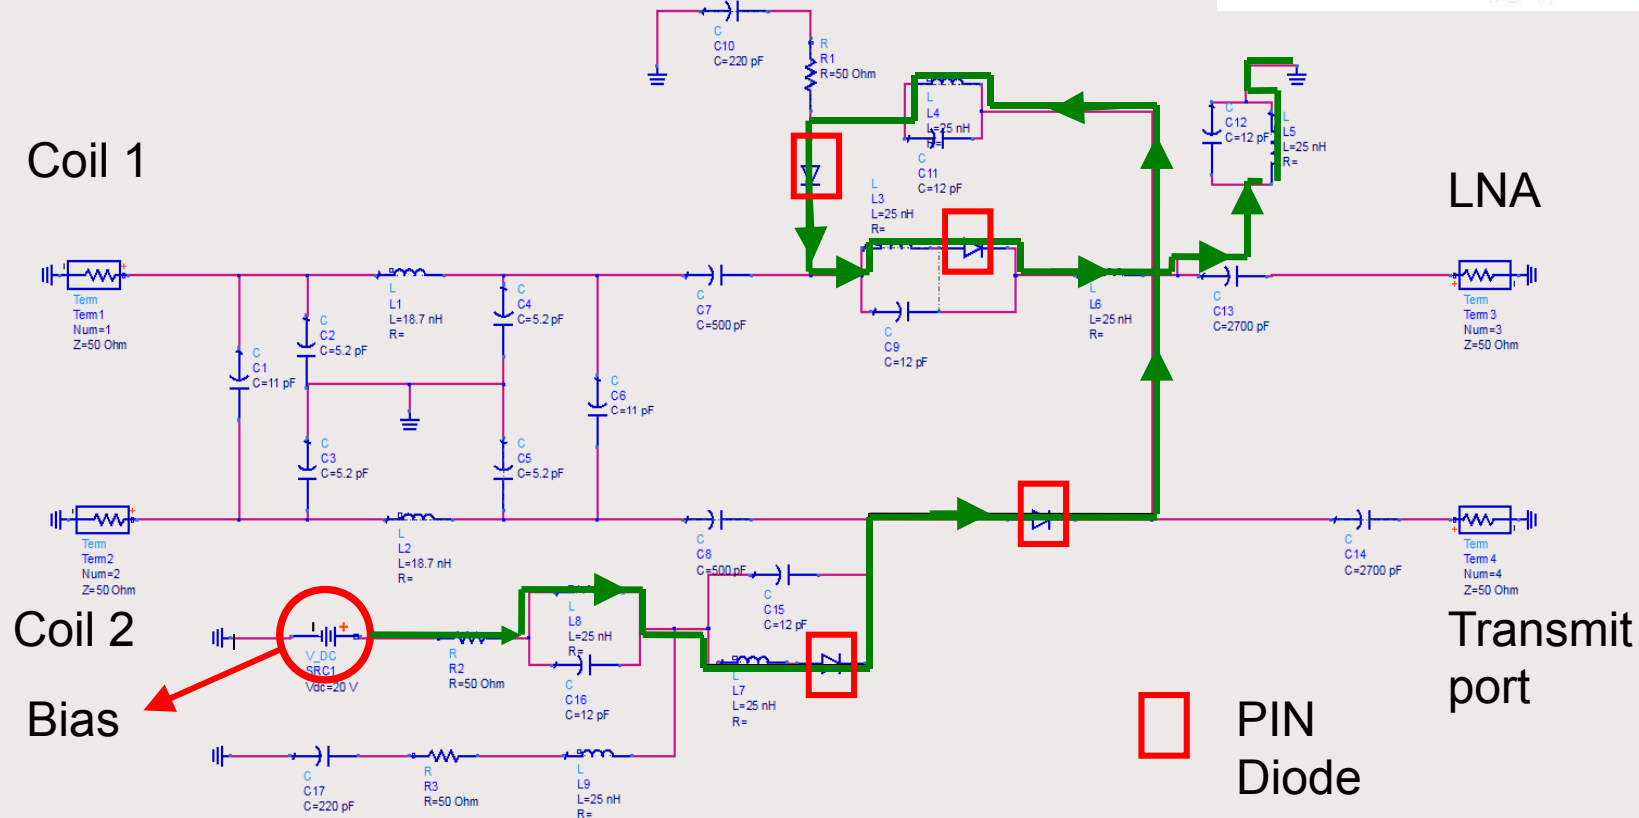 C
C10
C=220 pF
R
R1
R=50 Ohm
L
L4
L=25 nH
R=
C
C11
C=12 pF
C
C12
C=12 pF
L
L5
L=25 nH
R=
Coil 1
LNA
L
L3
L=25 nH
R=
+
Term
Term1
Num=1
Z=50 Ohm
C
C1
C=11 pF
C
C2
C=5.2 pF
L
L1
L=18.7 nH
R=
C
C4
C=5.2 pF
C
C7
C=500 pF
C
C9
C=12 pF
L
L6
L=25 nH
R=
C
C13
C=2700 pF
+
Term
Term3
Num=3
Z=50 Ohm
C
C6
C=11 pF
C
C3
C=5.2 pF
C
C5
C=5.2 pF
+
Term
Term2
Num=2
Z=50 Ohm
L
L2
L=18.7 nH
R=
C
C8
C=500 pF
C
C14
C=2700 pF
+
Term
Term4
Num=4
Z=50 Ohm
Coil 2
Transmit
port
+
V_DC
SRC1
Vdc=20 V
R
R2
R=50 Ohm
L
L8
L=25 nH
R=
C
C16
C=12 pF
C
C15
C=12 pF
L
L7
L=25 nH
R=
Bias
PIN
Diode
C
C17
C=220 pF
R
R3
R=50 Ohm
L
L9
L=25 nH
R=